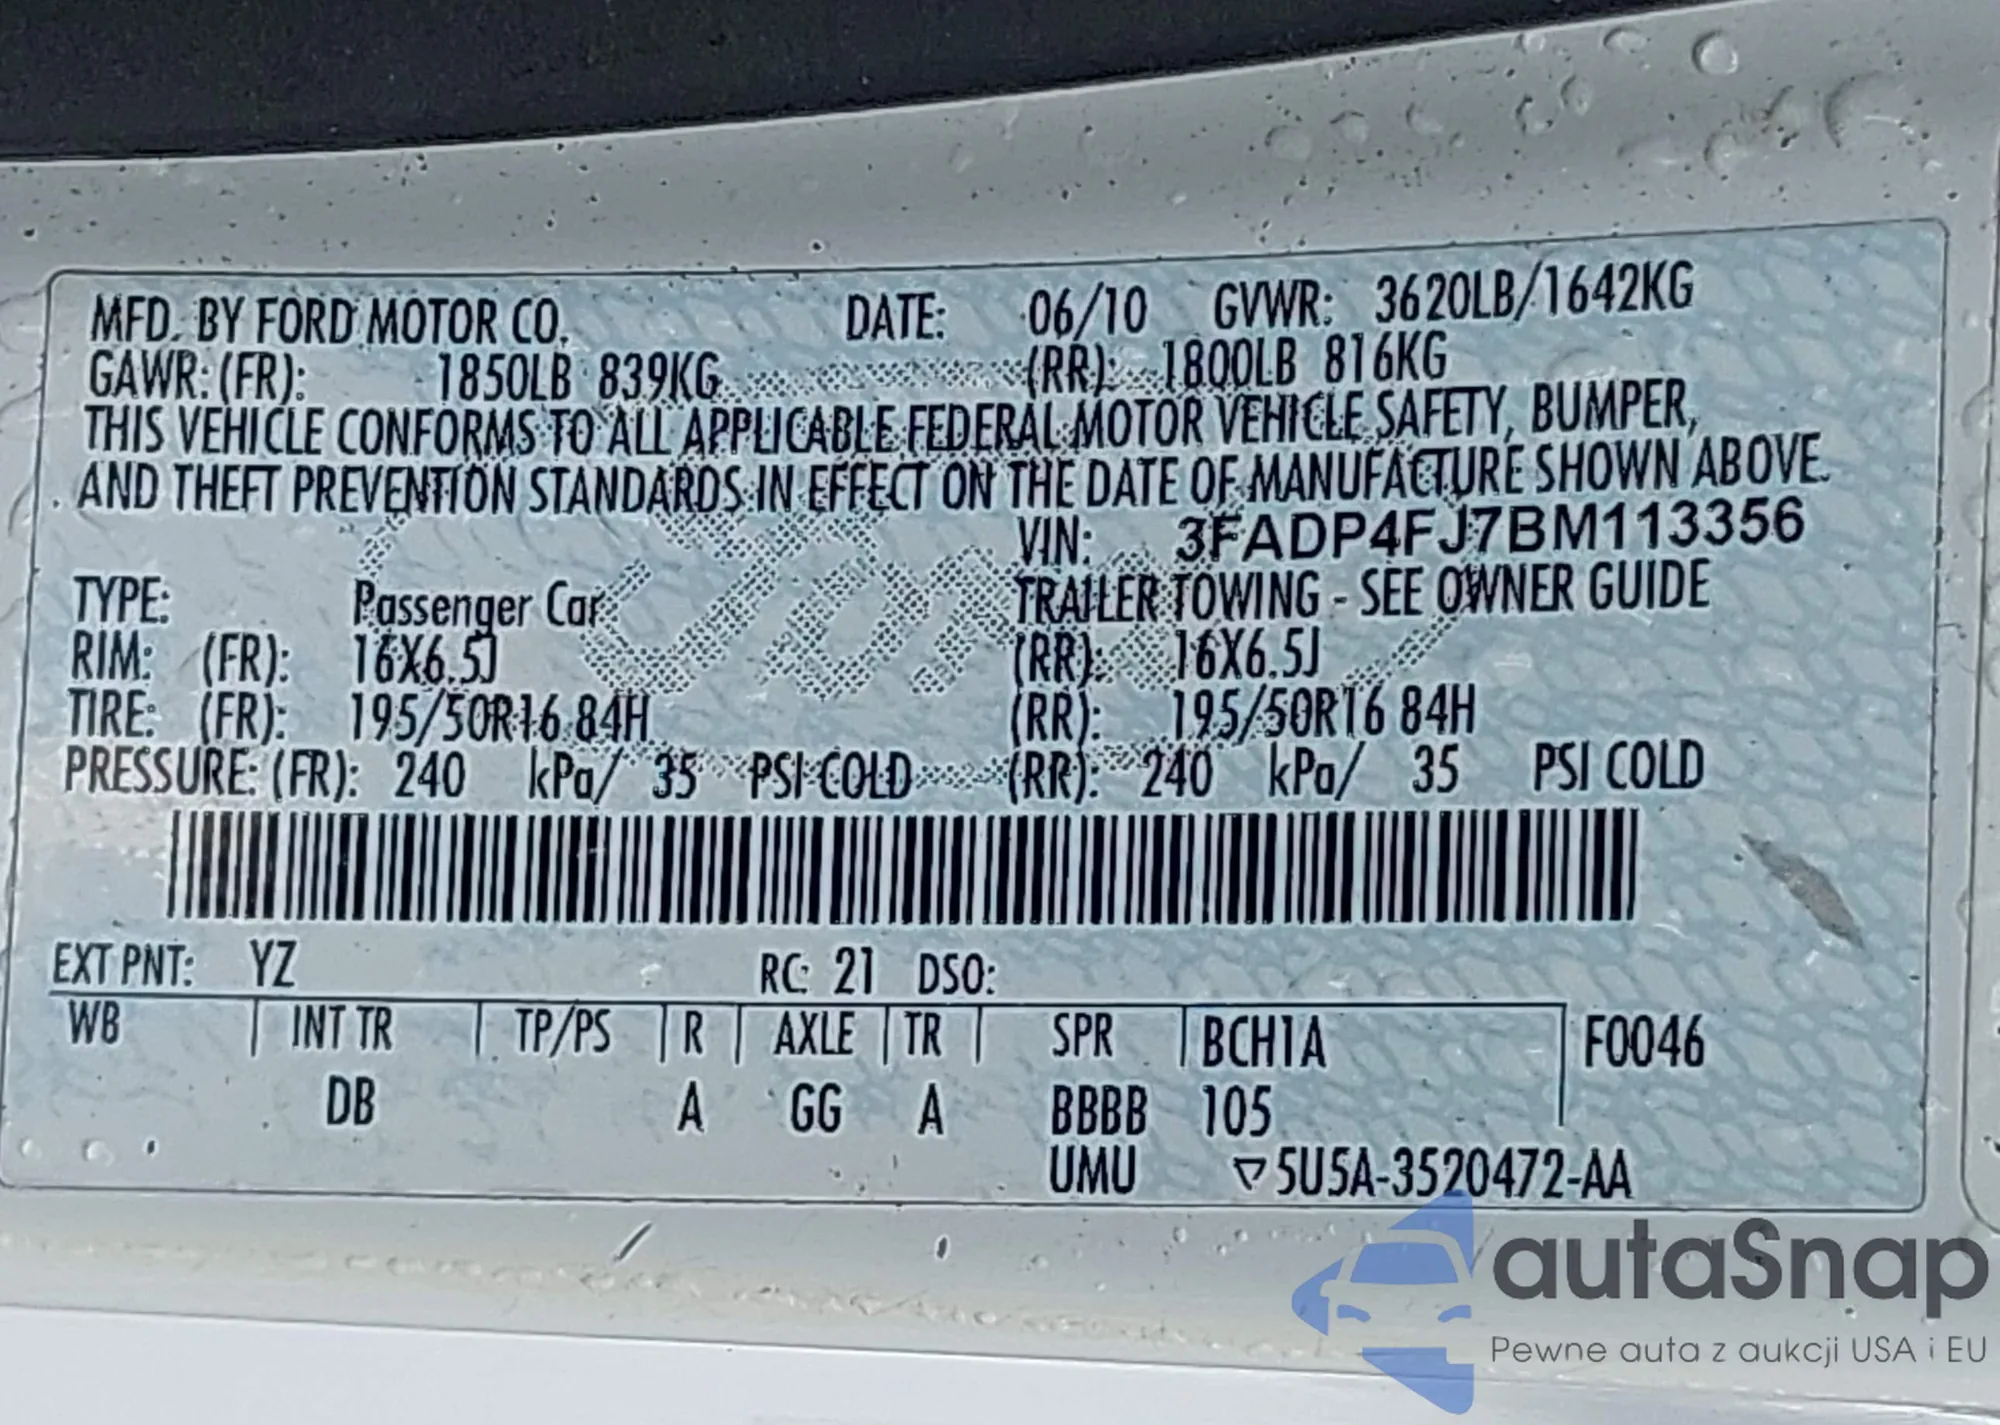 MFD. BY FORD MOTOR CO. DATE: 06/10 GVWR: 3620LB/1642KG
GAWR: (FR): 1850LB 839KG (RR): 1800LB 816KG
THIS VEHICLE CONFORMS TO ALL APPLICABLE FEDERAL MOTOR VEHICLE SAFETY, BUMPER,
AND THEFT PREVENTION STANDARDS IN EFFECT ON THE DATE OF MANUFACTURE SHOWN ABOVE.
VIN: 3FADP4FJ7BM113356
TYPE: Passenger Car TRAILER TOWING - SEE OWNER GUIDE
RIM: (FR): 16X6.5J (RR): 16X6.5J
TIRE: (FR): 195/50R16 84H (RR): 195/50R16 84H
PRESSURE: (FR): 240 kPa/ 35 PSI COLD (RR): 240 kPa/ 35 PSI COLD
EXT PNT: YZ RC: 21 DSO:
WB INT TR TP/PS R AXLE TR SPR BCH1A F0046
DB A GG A BBBB 105
UMU ▽5U5A-3520472-AA
autaSnap
Pewne auta z aukcji USA i EU